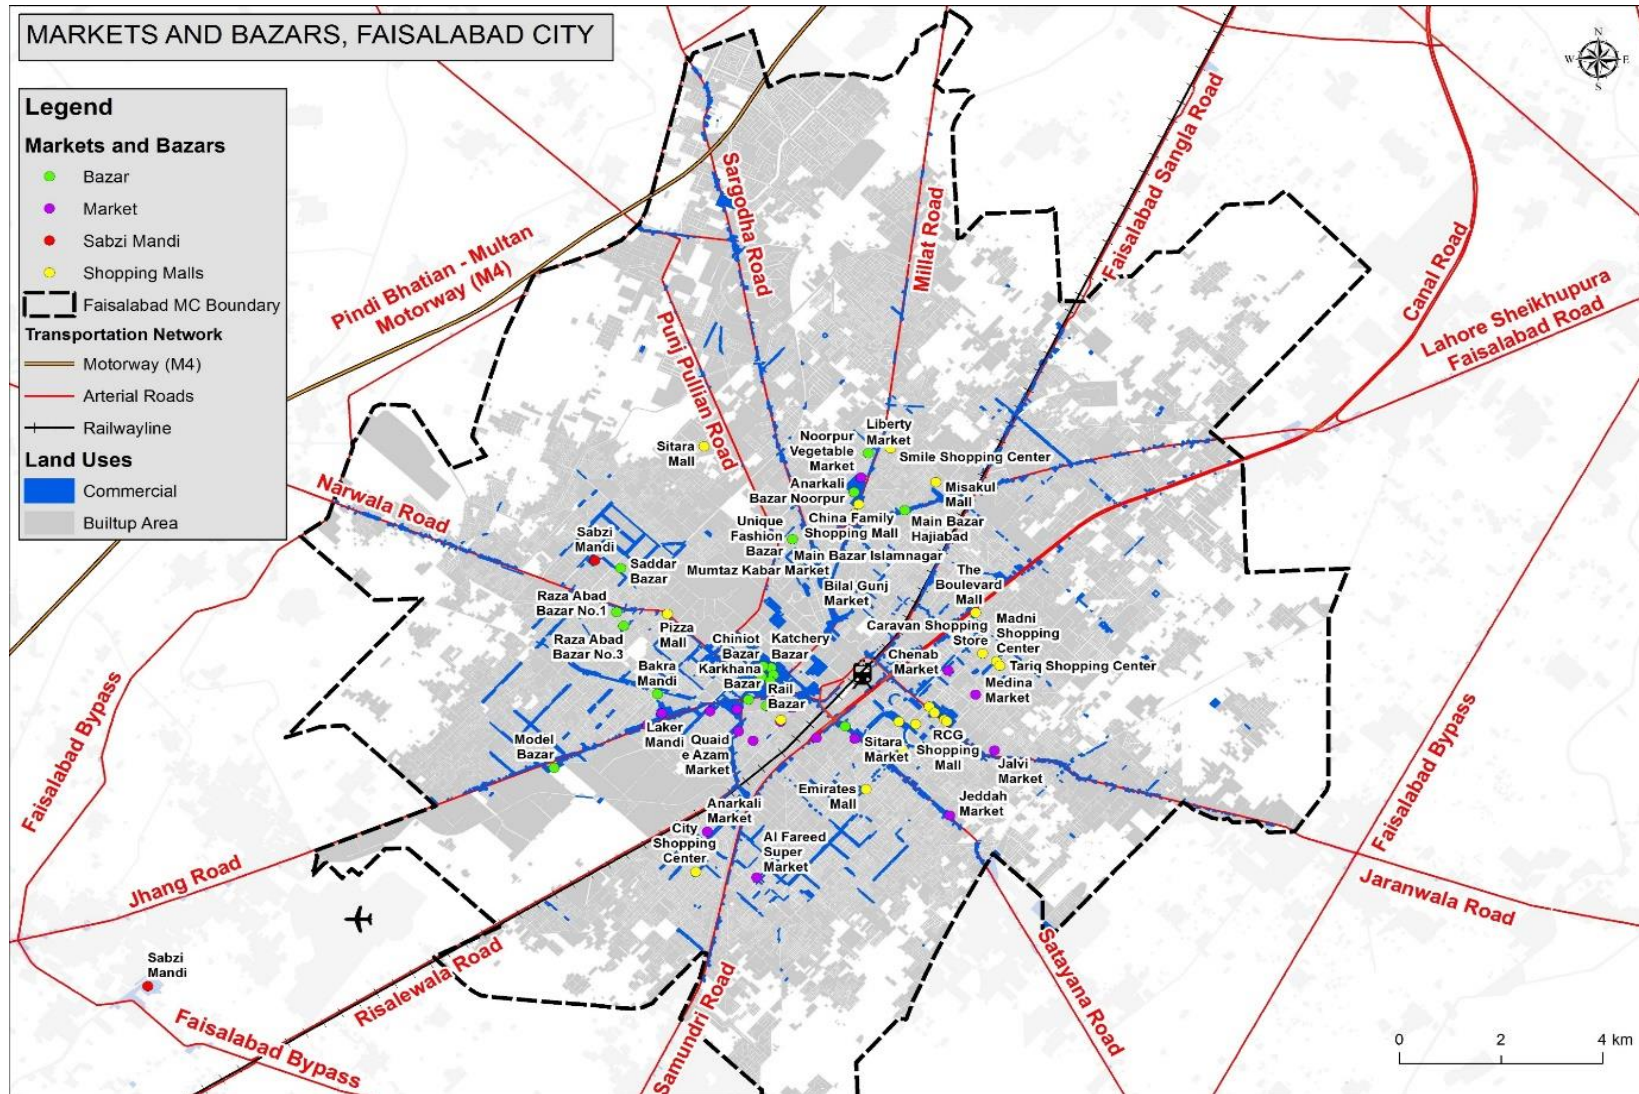 MARKETS AND BAZARS, FAISALABAD CITY
N
W
E
S
Legend
Markets and Bazars
Bazar
Market
Sabzi Mandi
Shopping Malls
Faisalabad MC Boundary
Transportation Network
Motorway (M4)
Arterial Roads
Railwayline
Land Uses
Commercial
Builtup Area
Pindi Bhatian - Multan
Motorway (M4)
Sargodha Road
Millat Road
Faisalabad Sangla Road
Canal Road
Lahore Sheikhupura
Faisalabad Road
Punj Pullian Road
Narwala Road
Sitara
Mall
Noorpur
Vegetable
Market
Liberty
Market
Smile Shopping Center
Anarkali
Bazar Noorpur
Misakul
Mall
China Family
Shopping Mall
Main Bazar
Hajiabad
Unique
Fashion
Bazar
Main Bazar Islamnagar
Mumtaz Kabar Market
Sabzi
Mandi
Saddar
Bazar
Bilal Gunj
Market
The
Boulevard
Mall
Raza Abad
Bazar No.1
Raza Abad
Bazar No.3
Pizza
Mall
Caravan Shopping
Store
Madni
Shopping
Center
Tariq Shopping Center
Chiniot
Bazar
Katchery
Bazar
Chenab
Market
Medina
Market
Bakra
Mandi
Karkhana
Bazar
Rail
Bazar
Laker
Mandi
Quaid
e Azam
Market
Model
Bazar
Sitara
Market
RCG
Shopping
Mall
Jalvi
Market
Emirates
Mall
Jeddah
Market
Anarkali
Market
City
Shopping
Center
Al Fareed
Super
Market
Faisalabad Bypass
Jhang Road
Sabzi
Mandi
Risalewala Road
Faisalabad Bypass
Samundri Road
Satayana Road
Jaranwala Road
Faisalabad Bypass
0 2 4 km